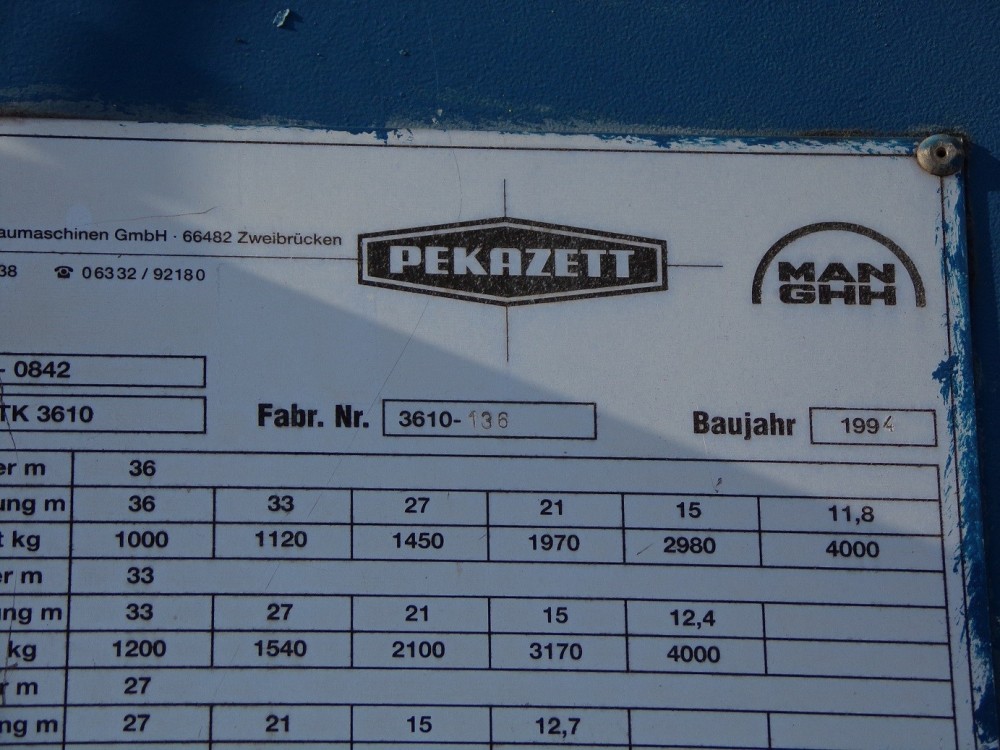 aumaschinen GmbH · 66482 Zweibrücken
PEKAZETT
MAN
GHH
38 ☎ 06332/92180
- 0842
TK 3610
Fabr. Nr. 3610-136
Baujahr 1994
er m 36
ung m 36 33 27 21 15 11,8
t kg 1000 1120 1450 1970 2980 4000
er m 33
ung m 33 27 21 15 12,4
kg 1200 1540 2100 3170 4000
r m 27
ng m 27 21 15 12,7